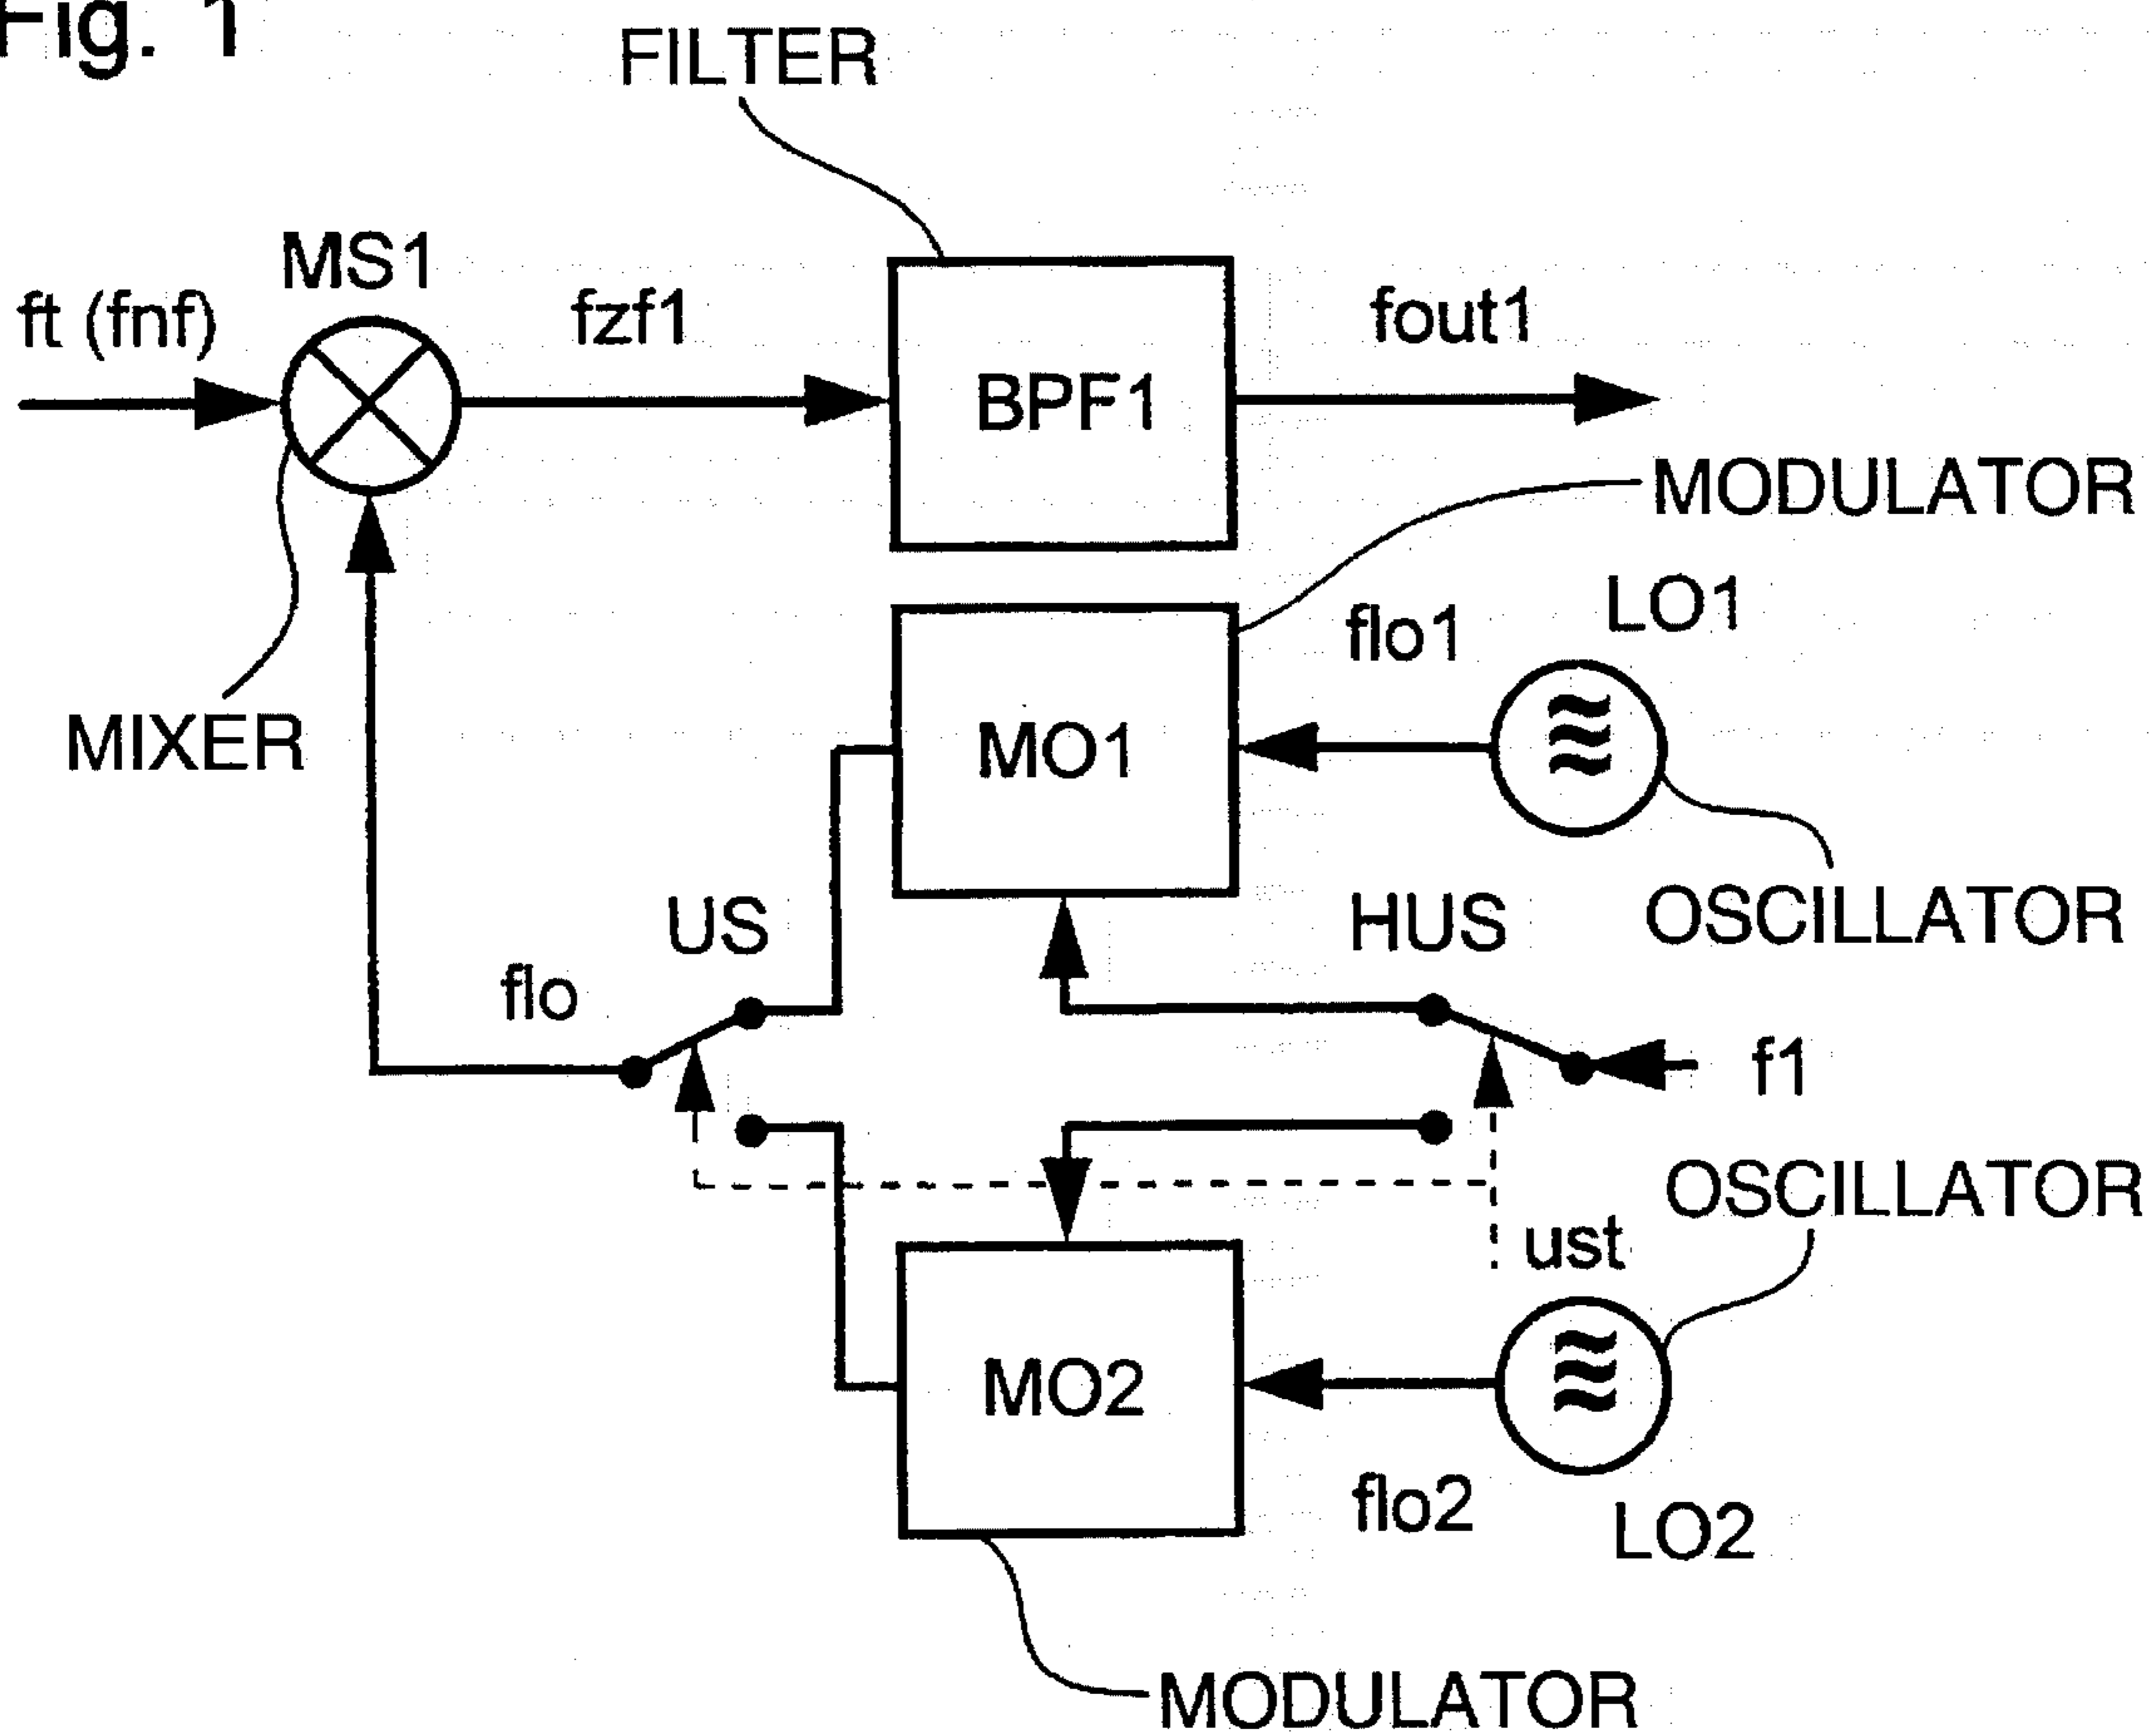 Fig. 1
FILTER
MS1
ft (fnf)
fzf1
BPF1
fout1
MODULATOR
LO1
flo1
MIXER
MO1
US
HUS
OSCILLATOR
flo
f1
OSCILLATOR
ust
MO2
flo2
LO2
MODULATOR